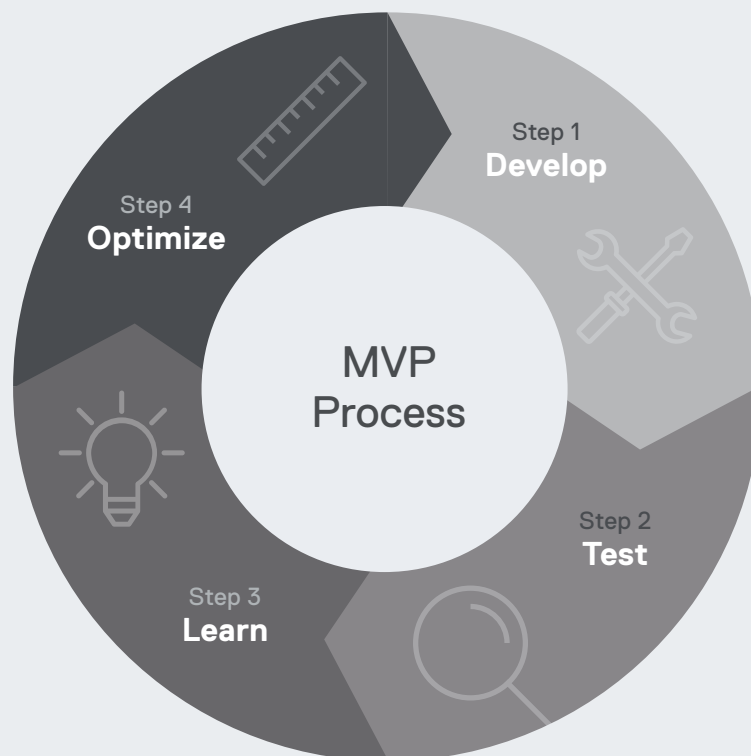 MVP
Process
Step 1
Develop
Step 2
Test
Step 3
Learn
Step 4
Optimize